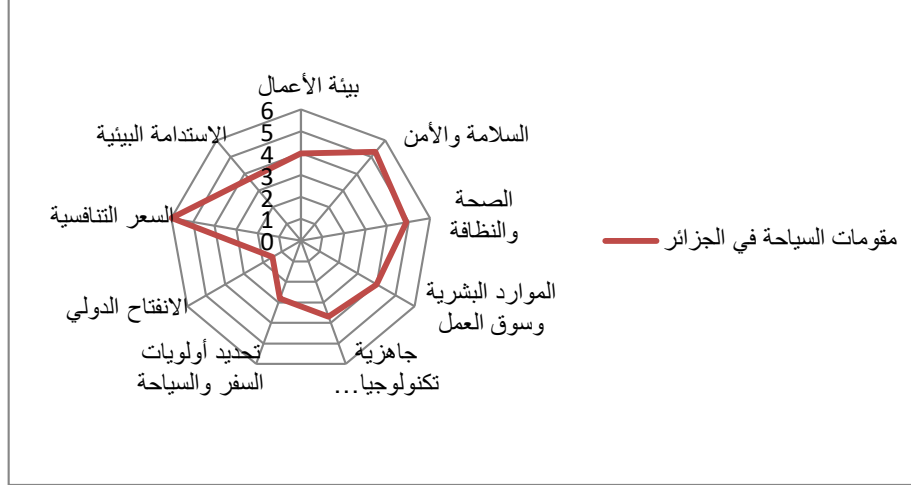 بيئة الأعمال
السلامة والأمن
الصحة
والنظافة
الموارد البشرية
وسوق العمل
جاهزية
تكنولوجيا...
تحديد أولويات
السفر والسياحة
الانفتاح الدولي
السعر التنافسية
الاستدامة البيئية
6
5
4
3
2
1
0
مقومات السياحة في الجزائر